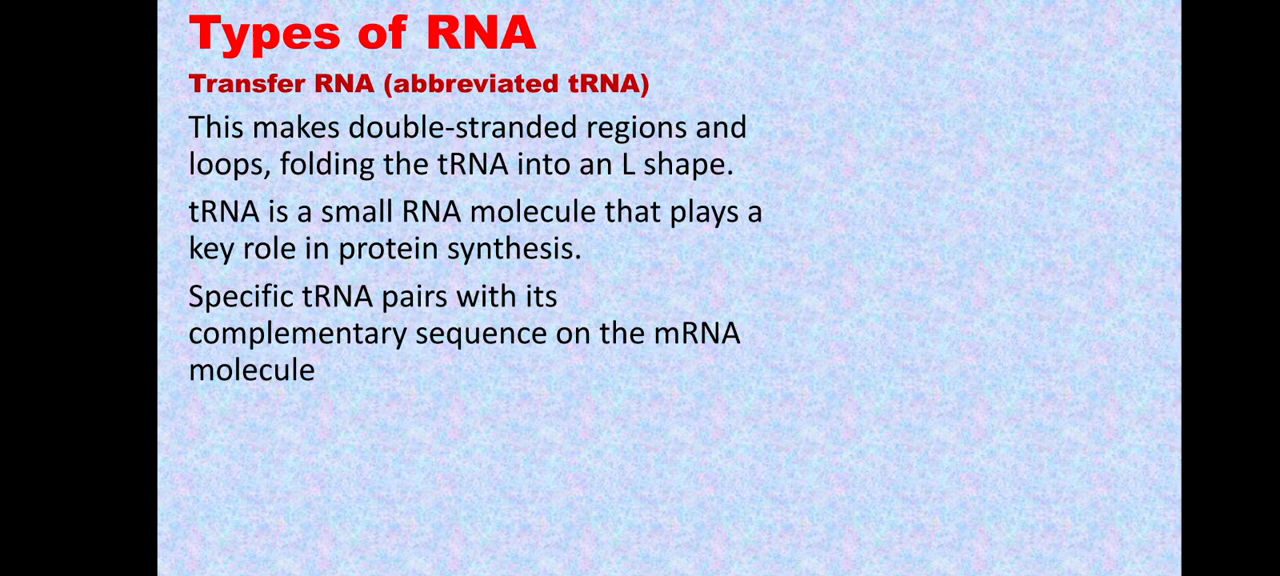 Types of RNA
Transfer RNA (abbreviated tRNA)
This makes double-stranded regions and
loops, folding the tRNA into an L shape.
tRNA is a small RNA molecule that plays a
key role in protein synthesis.
Specific tRNA pairs with its
complementary sequence on the mRNA
molecule